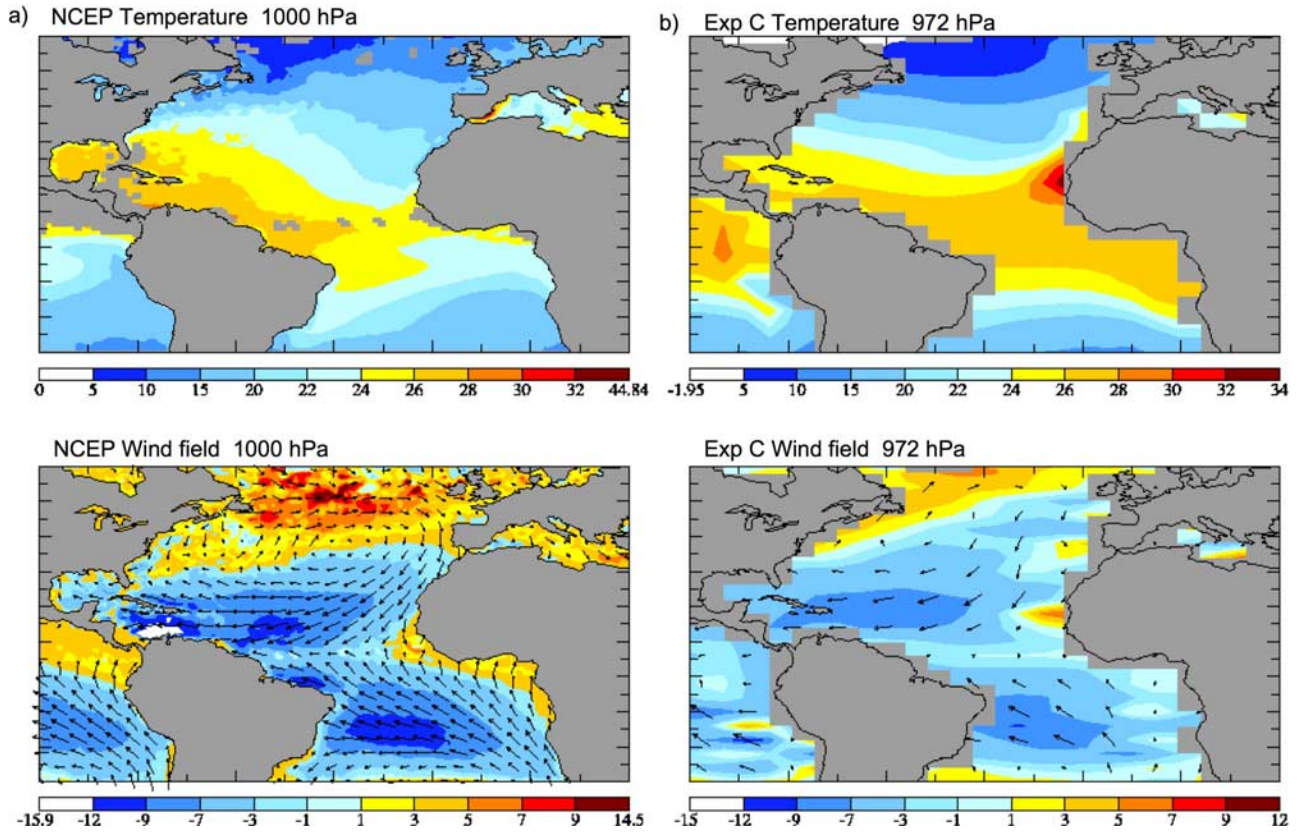 a) NCEP Temperature 1000 hPa
b) Exp C Temperature 972 hPa
0 5 10 15 20 22 24 26 28 30 32 44.84
-1.95 5 10 15 20 22 24 26 28 30 32 34
NCEP Wind field 1000 hPa
Exp C Wind field 972 hPa
-15.9 -12 -9 -7 -3 -1 1 3 5 7 9 14.5
-15 -12 -9 -7 -3 -1 1 3 5 7 9 12